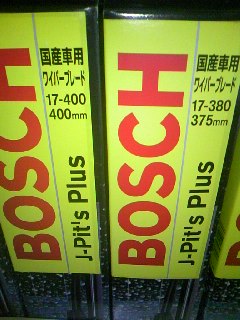 BOSCH
国産車用
ワイパーブレード
17-400
400mm
J-Pit's Plus
BOSCH
国産車用
ワイパーブレード
17-380
375mm
J-Pit's Plus